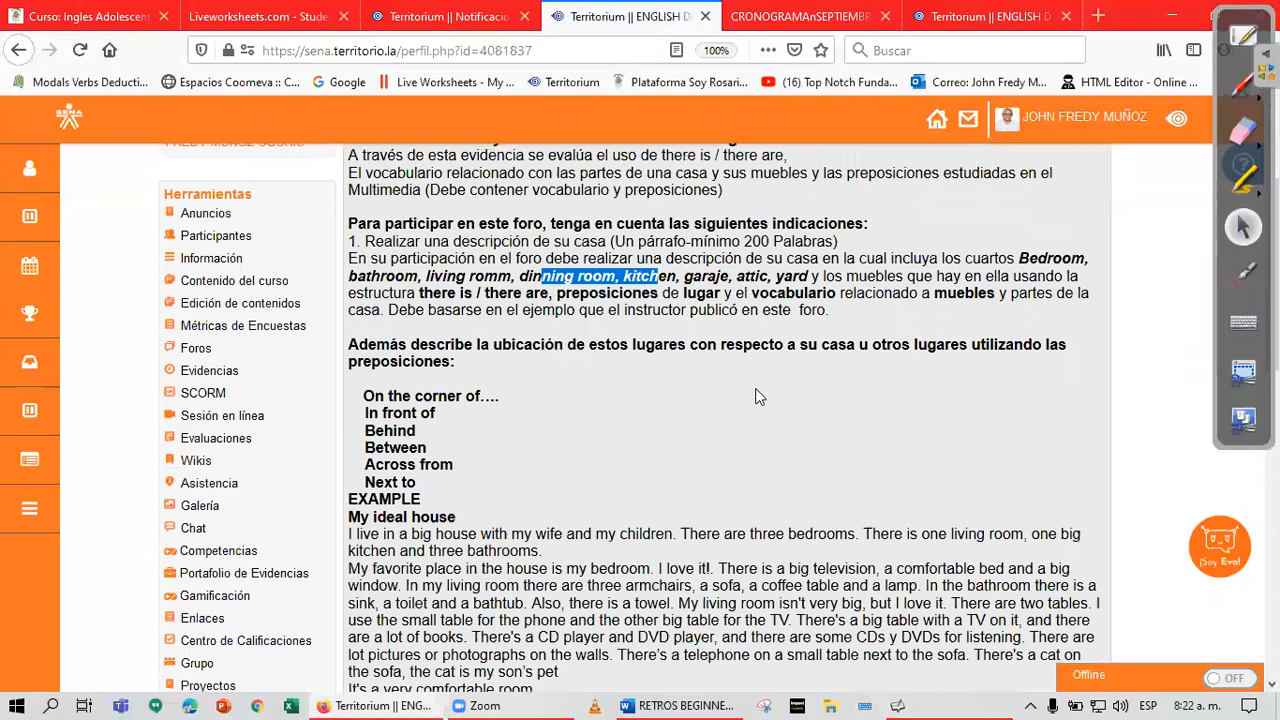 Curso: Ingles Adolescent
Liveworksheets.com - Stude
Territorium || Notificacio
Territorium || ENGLISH D
CRONOGRAMAnSEPTIEMBR
Territorium || ENGLISH D
https://sena.territorio.la/perfil.php?id=4081837
100%
Buscar
Modals Verbs Deducti...
Espacios Coomeva :: C...
Google
Live Worksheets - My ...
Territorium
Plataforma Soy Rosari...
(16) Top Notch Funda...
Correo: John Fredy M...
HTML Editor - Online ...
SENA
JOHN FREDY MUÑOZ
Herramientas
Anuncios
Participantes
Información
Contenido del curso
Edición de contenidos
Métricas de Encuestas
Foros
Evidencias
SCORM
Sesión en línea
Evaluaciones
Wikis
Asistencia
Galería
Chat
Competencias
Portafolio de Evidencias
Gamificación
Enlaces
Centro de Calificaciones
Grupo
Proyectos
A través de esta evidencia se evalúa el uso de there is / there are,
El vocabulario relacionado con las partes de una casa y sus muebles y las preposiciones estudiadas en el
Multimedia (Debe contener vocabulario y preposiciones)
Para participar en este foro, tenga en cuenta las siguientes indicaciones:
1. Realizar una descripción de su casa (Un párrafo-mínimo 200 Palabras)
En su participación en el foro debe realizar una descripción de su casa en la cual incluya los cuartos Bedroom,
bathroom, living romm, dinning room, kitchen, garaje, attic, yard y los muebles que hay en ella usando la
estructura there is / there are, preposiciones de lugar y el vocabulario relacionado a muebles y partes de la
casa. Debe basarse en el ejemplo que el instructor publicó en este foro.
Además describe la ubicación de estos lugares con respecto a su casa u otros lugares utilizando las
preposiciones:
On the corner of....
In front of
Behind
Between
Across from
Next to
EXAMPLE
My ideal house
I live in a big house with my wife and my children. There are three bedrooms. There is one living room, one big
kitchen and three bathrooms.
My favorite place in the house is my bedroom. I love it!. There is a big television, a comfortable bed and a big
window. In my living room there are three armchairs, a sofa, a coffee table and a lamp. In the bathroom there is a
sink, a toilet and a bathtub. Also, there is a towel. My living room isn't very big, but I love it. There are two tables. I
use the small table for the phone and the other big table for the TV. There's a big table with a TV on it, and there
are a lot of books. There's a CD player and DVD player, and there are some CDs y DVDs for listening. There are
lot pictures or photographs on the walls. There's a telephone on a small table next to the sofa. There's a cat on
the sofa, the cat is my son's pet
It's a very comfortable room
¡Soy Eva!
Offline
OFF
Territorium || ENG...
Zoom
RETROS BEGINNE...
ESP
8:22 a. m.